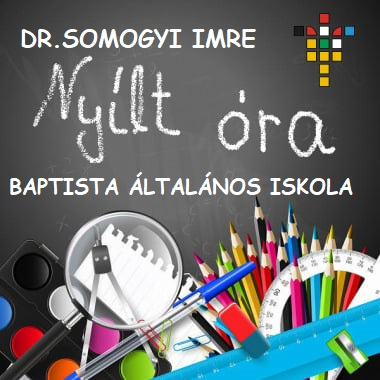 DR.SOMOGYI IMRE
Nyílt óra
BAPTISTA ÁLTALÁNOS ISKOLA